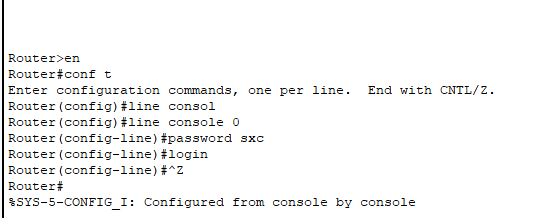 Router>en
Router#conf t
Enter configuration commands, one per line.  End with CNTL/Z.
Router(config)#line consol
Router(config)#line console 0
Router(config-line)#password sxc
Router(config-line)#login
Router(config-line)#^Z
Router#
%SYS-5-CONFIG_I: Configured from console by console